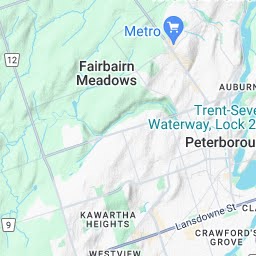 Metro
12
Fairbairn
Meadows
AUBURN
Trent-Seve
Waterway, Lock 2
Peterborou
9
KAWARTHA
HEIGHTS
Lansdowne St
CL
CRAWFORD'S
GROVE
WESTVIEW